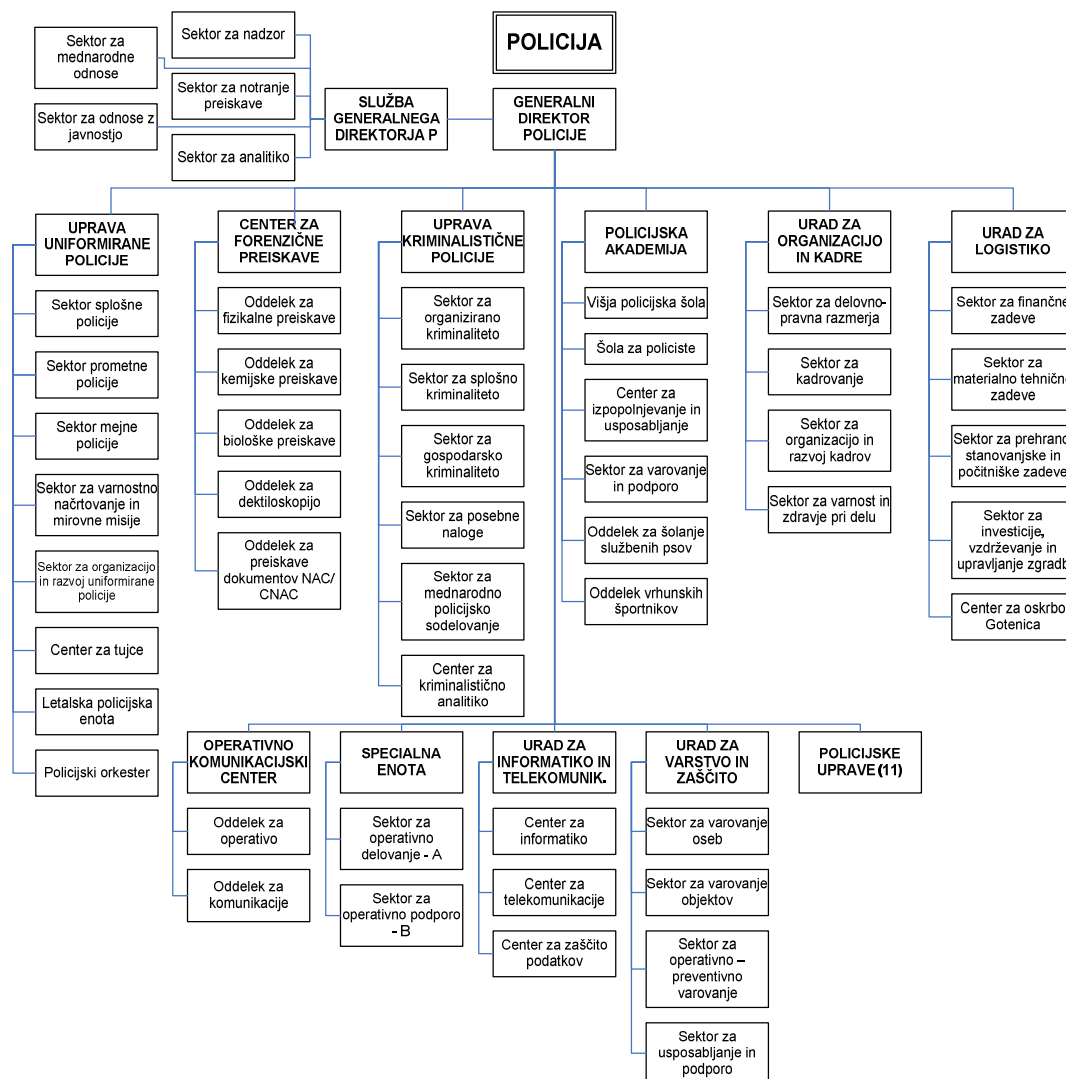 POLICIJA
Sektor za
mednarodne
odnose
Sektor za nadzor
Sektor za notranje
preiskave
Sektor za odnose z
javnostjo
Sektor za analitiko
SLUŽBA
GENERALNEGA
DIREKTORJA P
GENERALNI
DIREKTOR
POLICIJE
UPRAVA
UNIFORMIRANE
POLICIJE
Sektor splošne
policije
Sektor prometne
policije
Sektor mejne
policije
Sektor za varnostno
načrtovanje in
mirovne misije
Sektor za organizacijo
in razvoj uniformirane
policije
Center za tujce
Letalska policijska
enota
Policijski orkester
CENTER ZA
FORENZIČNE
PREISKAVE
Oddelek za
fizikalne preiskave
Oddelek za
kemijske preiskave
Oddelek za
biološke preiskave
Oddelek za
dektiloskopijo
Oddelek za
preiskave
dokumentov NAC/
CNAC
UPRAVA
KRIMINALISTIČNE
POLICIJE
Sektor za
organizirano
kriminaliteto
Sektor za splošno
kriminaliteto
Sektor za
gospodarsko
kriminaliteto
Sektor za posebne
naloge
Sektor za
mednarodno
policijsko
sodelovanje
Center za
kriminalistično
analitiko
POLICIJSKA
AKADEMIJA
Višja policijska šola
Šola za policiste
Center za
izpopolnjevanje in
usposabljanje
Sektor za varovanje
in podporo
Oddelek za šolanje
službenih psov
Oddelek vrhunskih
športnikov
URAD ZA
ORGANIZACIJO
IN KADRE
Sektor za delovno-
pravna razmerja
Sektor za
kadrovanje
Sektor za
organizacijo in
razvoj kadrov
Sektor za varnost in
zdravje pri delu
URAD ZA
LOGISTIKO
Sektor za finančne
zadeve
Sektor za
materialno tehnične
zadeve
Sektor za prehrano,
stanovanjske in
počitniške zadeve
Sektor za
investicije,
vzdrževanje in
upravljanje zgradb
Center za oskrbo
Gotenica
OPERATIVNO
KOMUNIKACIJSKI
CENTER
Oddelek za
operativo
Oddelek za
komunikacije
SPECIALNA
ENOTA
Sektor za
operativno
delovanje - A
Sektor za
operativno podporo
- B
URAD ZA
INFORMATIKO IN
TELEKOMUNIK.
Center za
informatiko
Center za
telekomunikacije
Center za zaščito
podatkov
URAD ZA
VARSTVO IN
ZAŠČITO
Sektor za varovanje
oseb
Sektor za varovanje
objektov
Sektor za
operativno –
preventivno
varovanje
Sektor za
usposabljanje in
podporo
POLICIJSKE
UPRAVE (11)